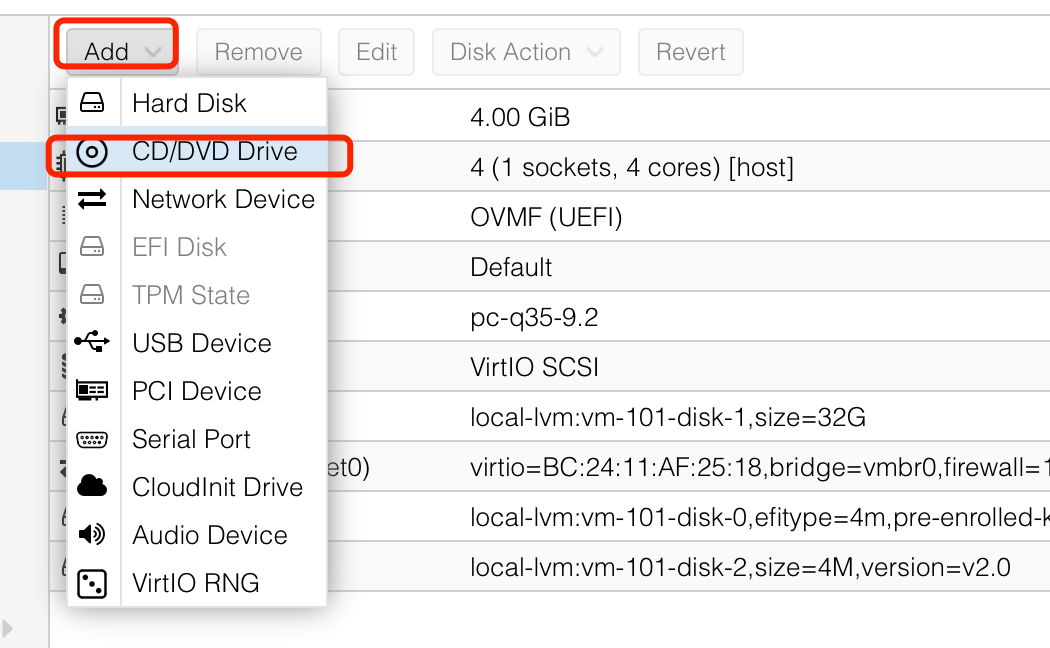 Add Remove Edit Disk Action Revert
Hard Disk
4.00 GiB
CD/DVD Drive
4 (1 sockets, 4 cores) [host]
Network Device
OVMF (UEFI)
EFI Disk
Default
TPM State
pc-q35-9.2
USB Device
VirtIO SCSI
PCI Device
local-lvm:vm-101-disk-1,size=32G
Serial Port
et0) virtio=BC:24:11:AF:25:18,bridge=vmbr0,firewall=1
CloudInit Drive
local-lvm:vm-101-disk-0,efitype=4m,pre-enrolled-k
Audio Device
local-lvm:vm-101-disk-2,size=4M,version=v2.0
VirtIO RNG